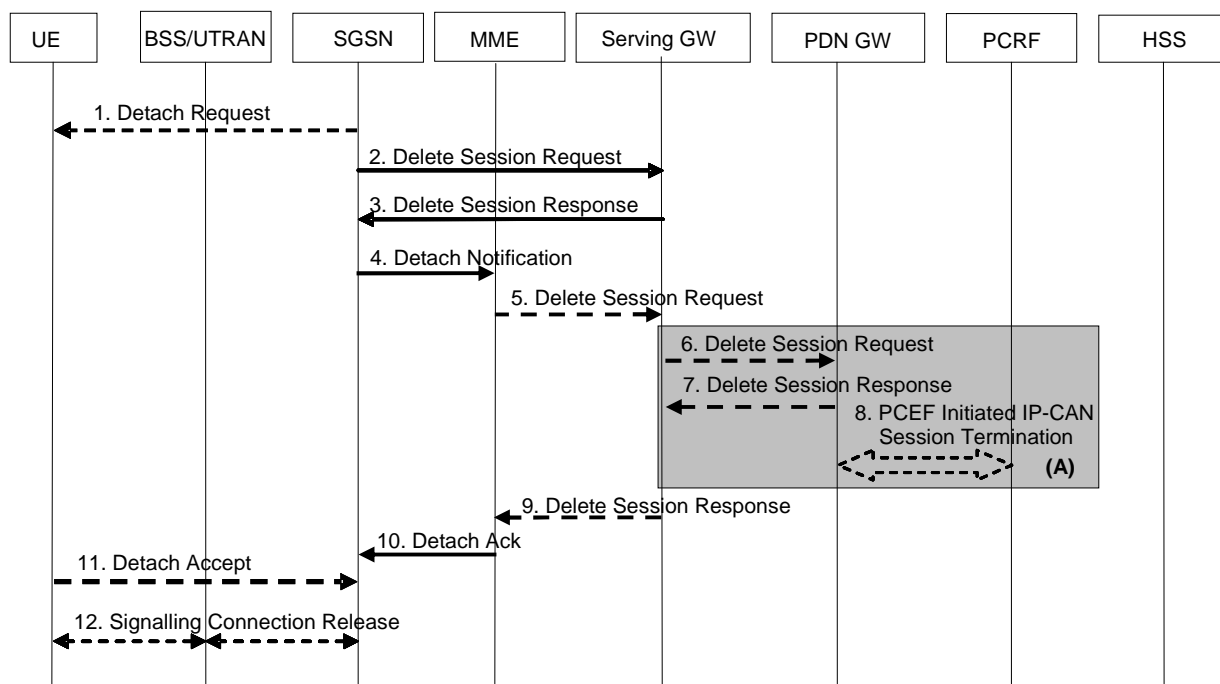 UE
BSS/UTRAN
SGSN
MME
Serving GW
PDN GW
PCRF
HSS
1. Detach Request
2. Delete Session Request
3. Delete Session Response
4. Detach Notification
5. Delete Session Request
6. Delete Session Request
7. Delete Session Response
8. PCEF Initiated IP-CAN
Session Termination
(A)
9. Delete Session Response
10. Detach Ack
11. Detach Accept
12. Signalling Connection Release